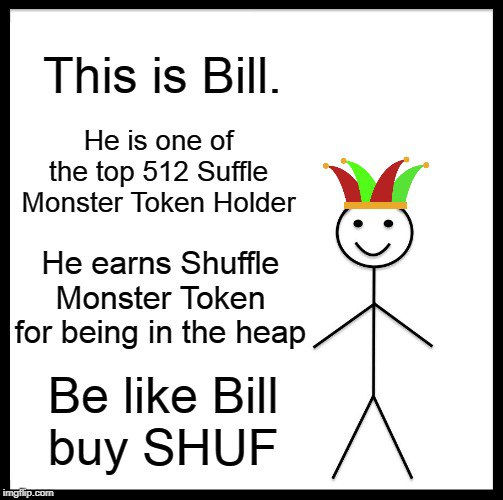 This is Bill.
He is one of
the top 512 Suffle
Monster Token Holder
He earns Shuffle
Monster Token
for being in the heap
Be like Bill
buy SHUF
imgflip.com